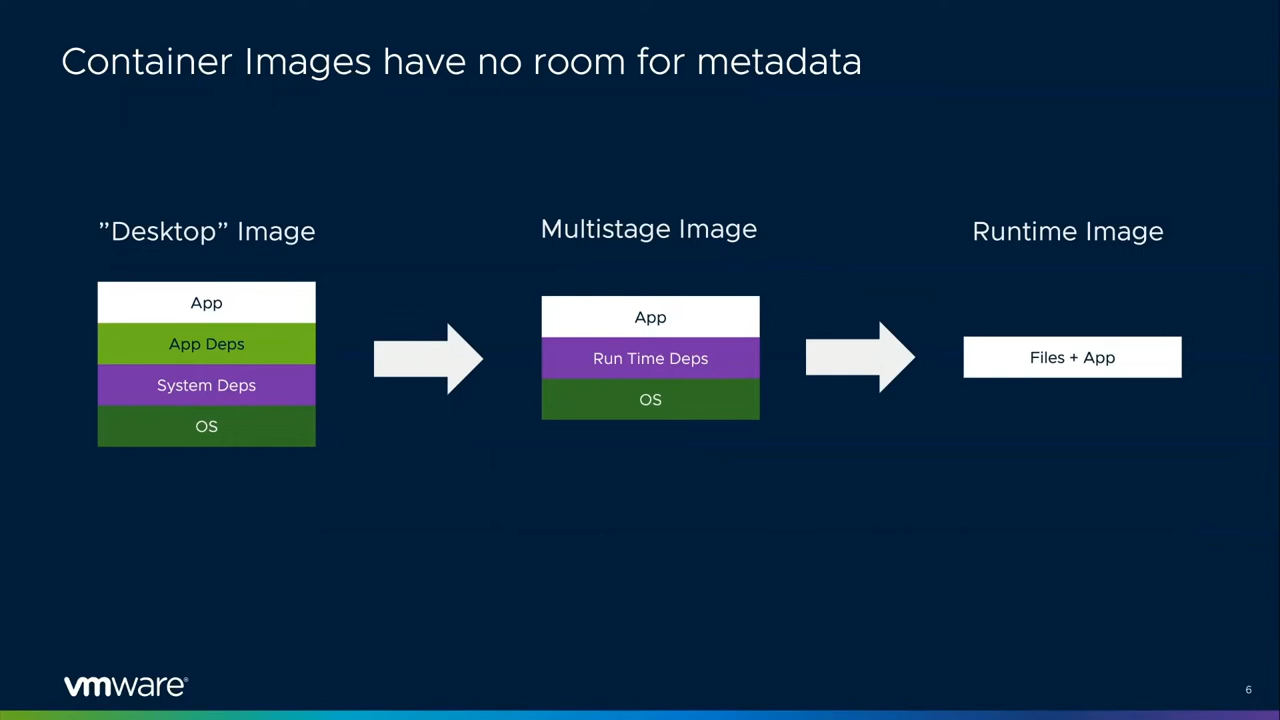 Container Images have no room for metadata
”Desktop” Image
App
App Deps
System Deps
OS
Multistage Image
App
Run Time Deps
OS
Runtime Image
Files + App
vmware®
6